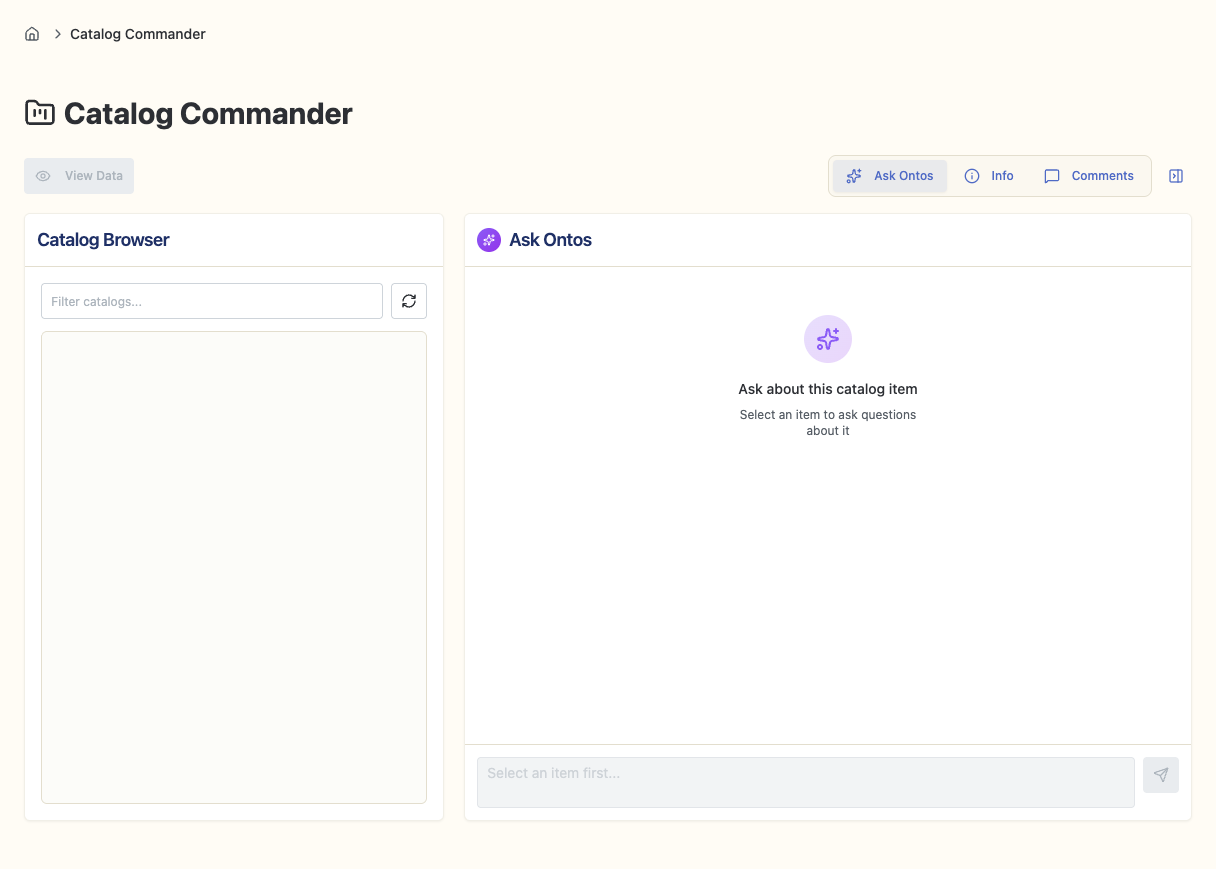 Catalog Commander
Catalog Commander
View Data
Ask Ontos
Info
Comments
Catalog Browser
Filter catalogs...
Ask Ontos
Ask about this catalog item
Select an item to ask questions
about it
Select an item first...